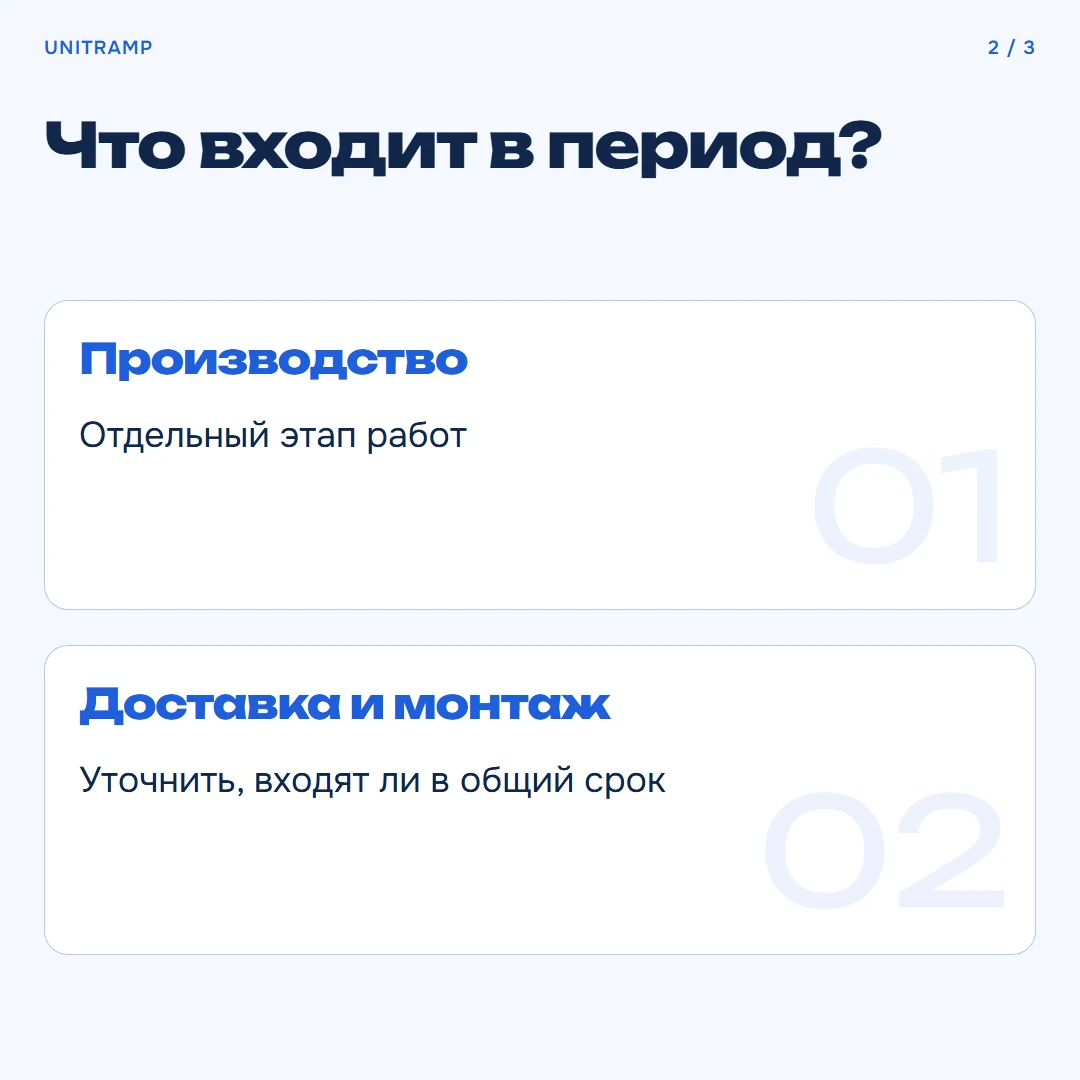 UNITRAMP
2 / 3
Что входит в период?
Производство
Отдельный этап работ
01
Доставка и монтаж
Уточнить, входят ли в общий срок
02